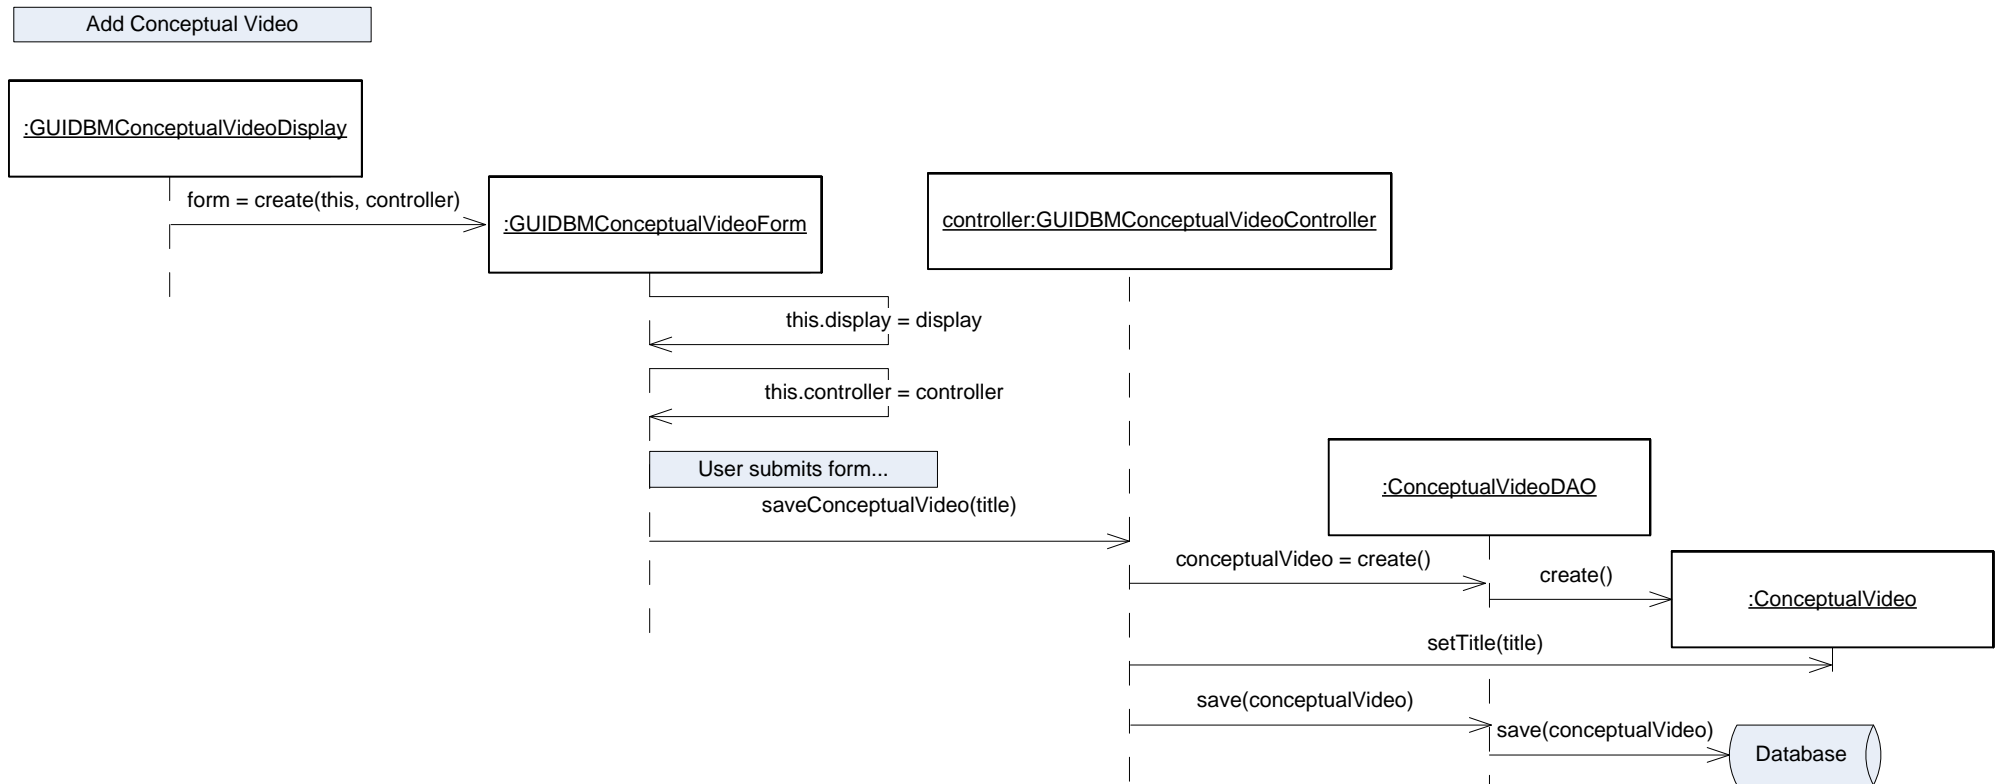 Add Conceptual Video
:GUIDBMConceptualVideoDisplay
form = create(this, controller)
:GUIDBMConceptualVideoForm
controller:GUIDBMConceptualVideoController
this.display = display
this.controller = controller
User submits form...
saveConceptualVideo(title)
:ConceptualVideoDAO
conceptualVideo = create()
create()
:ConceptualVideo
setTitle(title)
save(conceptualVideo)
save(conceptualVideo)
Database